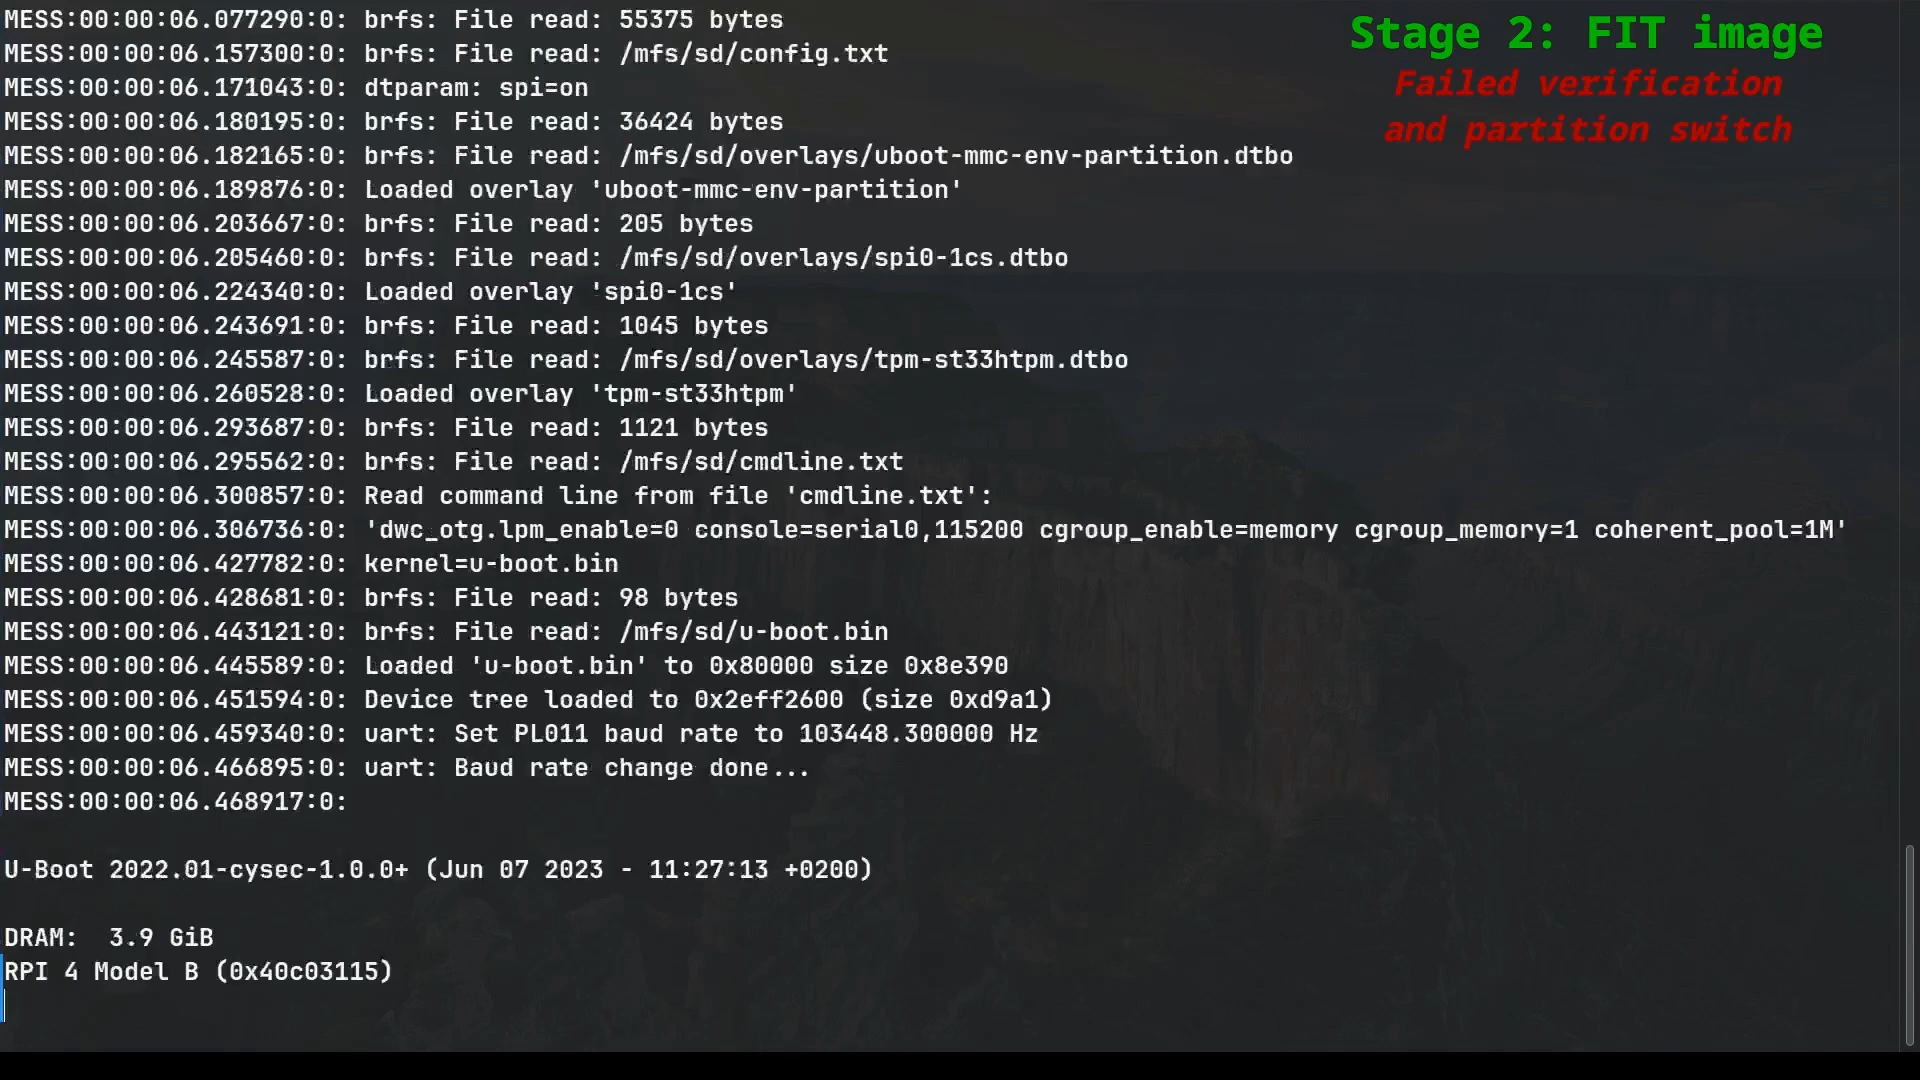 MESS:00:00:06.077290:0: brfs: File read: 55375 bytes
MESS:00:00:06.157300:0: brfs: File read: /mfs/sd/config.txt
MESS:00:00:06.171043:0: dtparam: spi=on
MESS:00:00:06.180195:0: brfs: File read: 36424 bytes
MESS:00:00:06.182165:0: brfs: File read: /mfs/sd/overlays/uboot-mmc-env-partition.dtbo
MESS:00:00:06.189876:0: Loaded overlay 'uboot-mmc-env-partition'
MESS:00:00:06.203667:0: brfs: File read: 205 bytes
MESS:00:00:06.205460:0: brfs: File read: /mfs/sd/overlays/spi0-1cs.dtbo
MESS:00:00:06.224340:0: Loaded overlay 'spi0-1cs'
MESS:00:00:06.243691:0: brfs: File read: 1045 bytes
MESS:00:00:06.245587:0: brfs: File read: /mfs/sd/overlays/tpm-st33htpm.dtbo
MESS:00:00:06.260528:0: Loaded overlay 'tpm-st33htpm'
MESS:00:00:06.293687:0: brfs: File read: 1121 bytes
MESS:00:00:06.295562:0: brfs: File read: /mfs/sd/cmdline.txt
MESS:00:00:06.300857:0: Read command line from file 'cmdline.txt':
MESS:00:00:06.306736:0: 'dwc_otg.lpm_enable=0 console=serial0,115200 cgroup_enable=memory cgroup_memory=1 coherent_pool=1M'
MESS:00:00:06.427782:0: kernel=u-boot.bin
MESS:00:00:06.428681:0: brfs: File read: 98 bytes
MESS:00:00:06.443121:0: brfs: File read: /mfs/sd/u-boot.bin
MESS:00:00:06.445589:0: Loaded 'u-boot.bin' to 0x80000 size 0x8e390
MESS:00:00:06.451594:0: Device tree loaded to 0x2eff2600 (size 0xd9a1)
MESS:00:00:06.459340:0: uart: Set PL011 baud rate to 103448.300000 Hz
MESS:00:00:06.466895:0: uart: Baud rate change done...
MESS:00:00:06.468917:0:
U-Boot 2022.01-cysec-1.0.0+ (Jun 07 2023 - 11:27:13 +0200)
DRAM:  3.9 GiB
RPI 4 Model B (0x40c03115)
Stage 2: FIT image
Failed verification
and partition switch